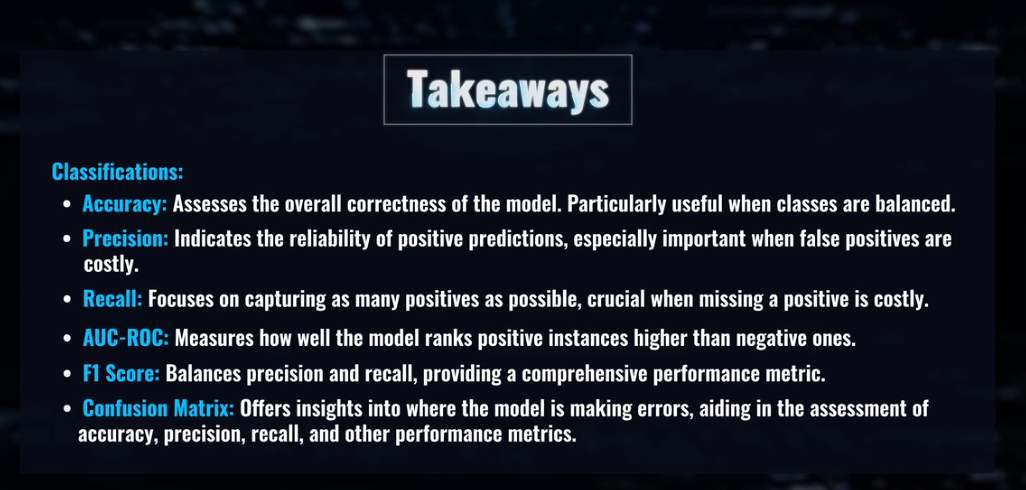 Takeaways
Classifications:
• Accuracy: Assesses the overall correctness of the model. Particularly useful when classes are balanced.
• Precision: Indicates the reliability of positive predictions, especially important when false positives are
costly.
• Recall: Focuses on capturing as many positives as possible, crucial when missing a positive is costly.
• AUC-ROC: Measures how well the model ranks positive instances higher than negative ones.
• F1 Score: Balances precision and recall, providing a comprehensive performance metric.
• Confusion Matrix: Offers insights into where the model is making errors, aiding in the assessment of
accuracy, precision, recall, and other performance metrics.